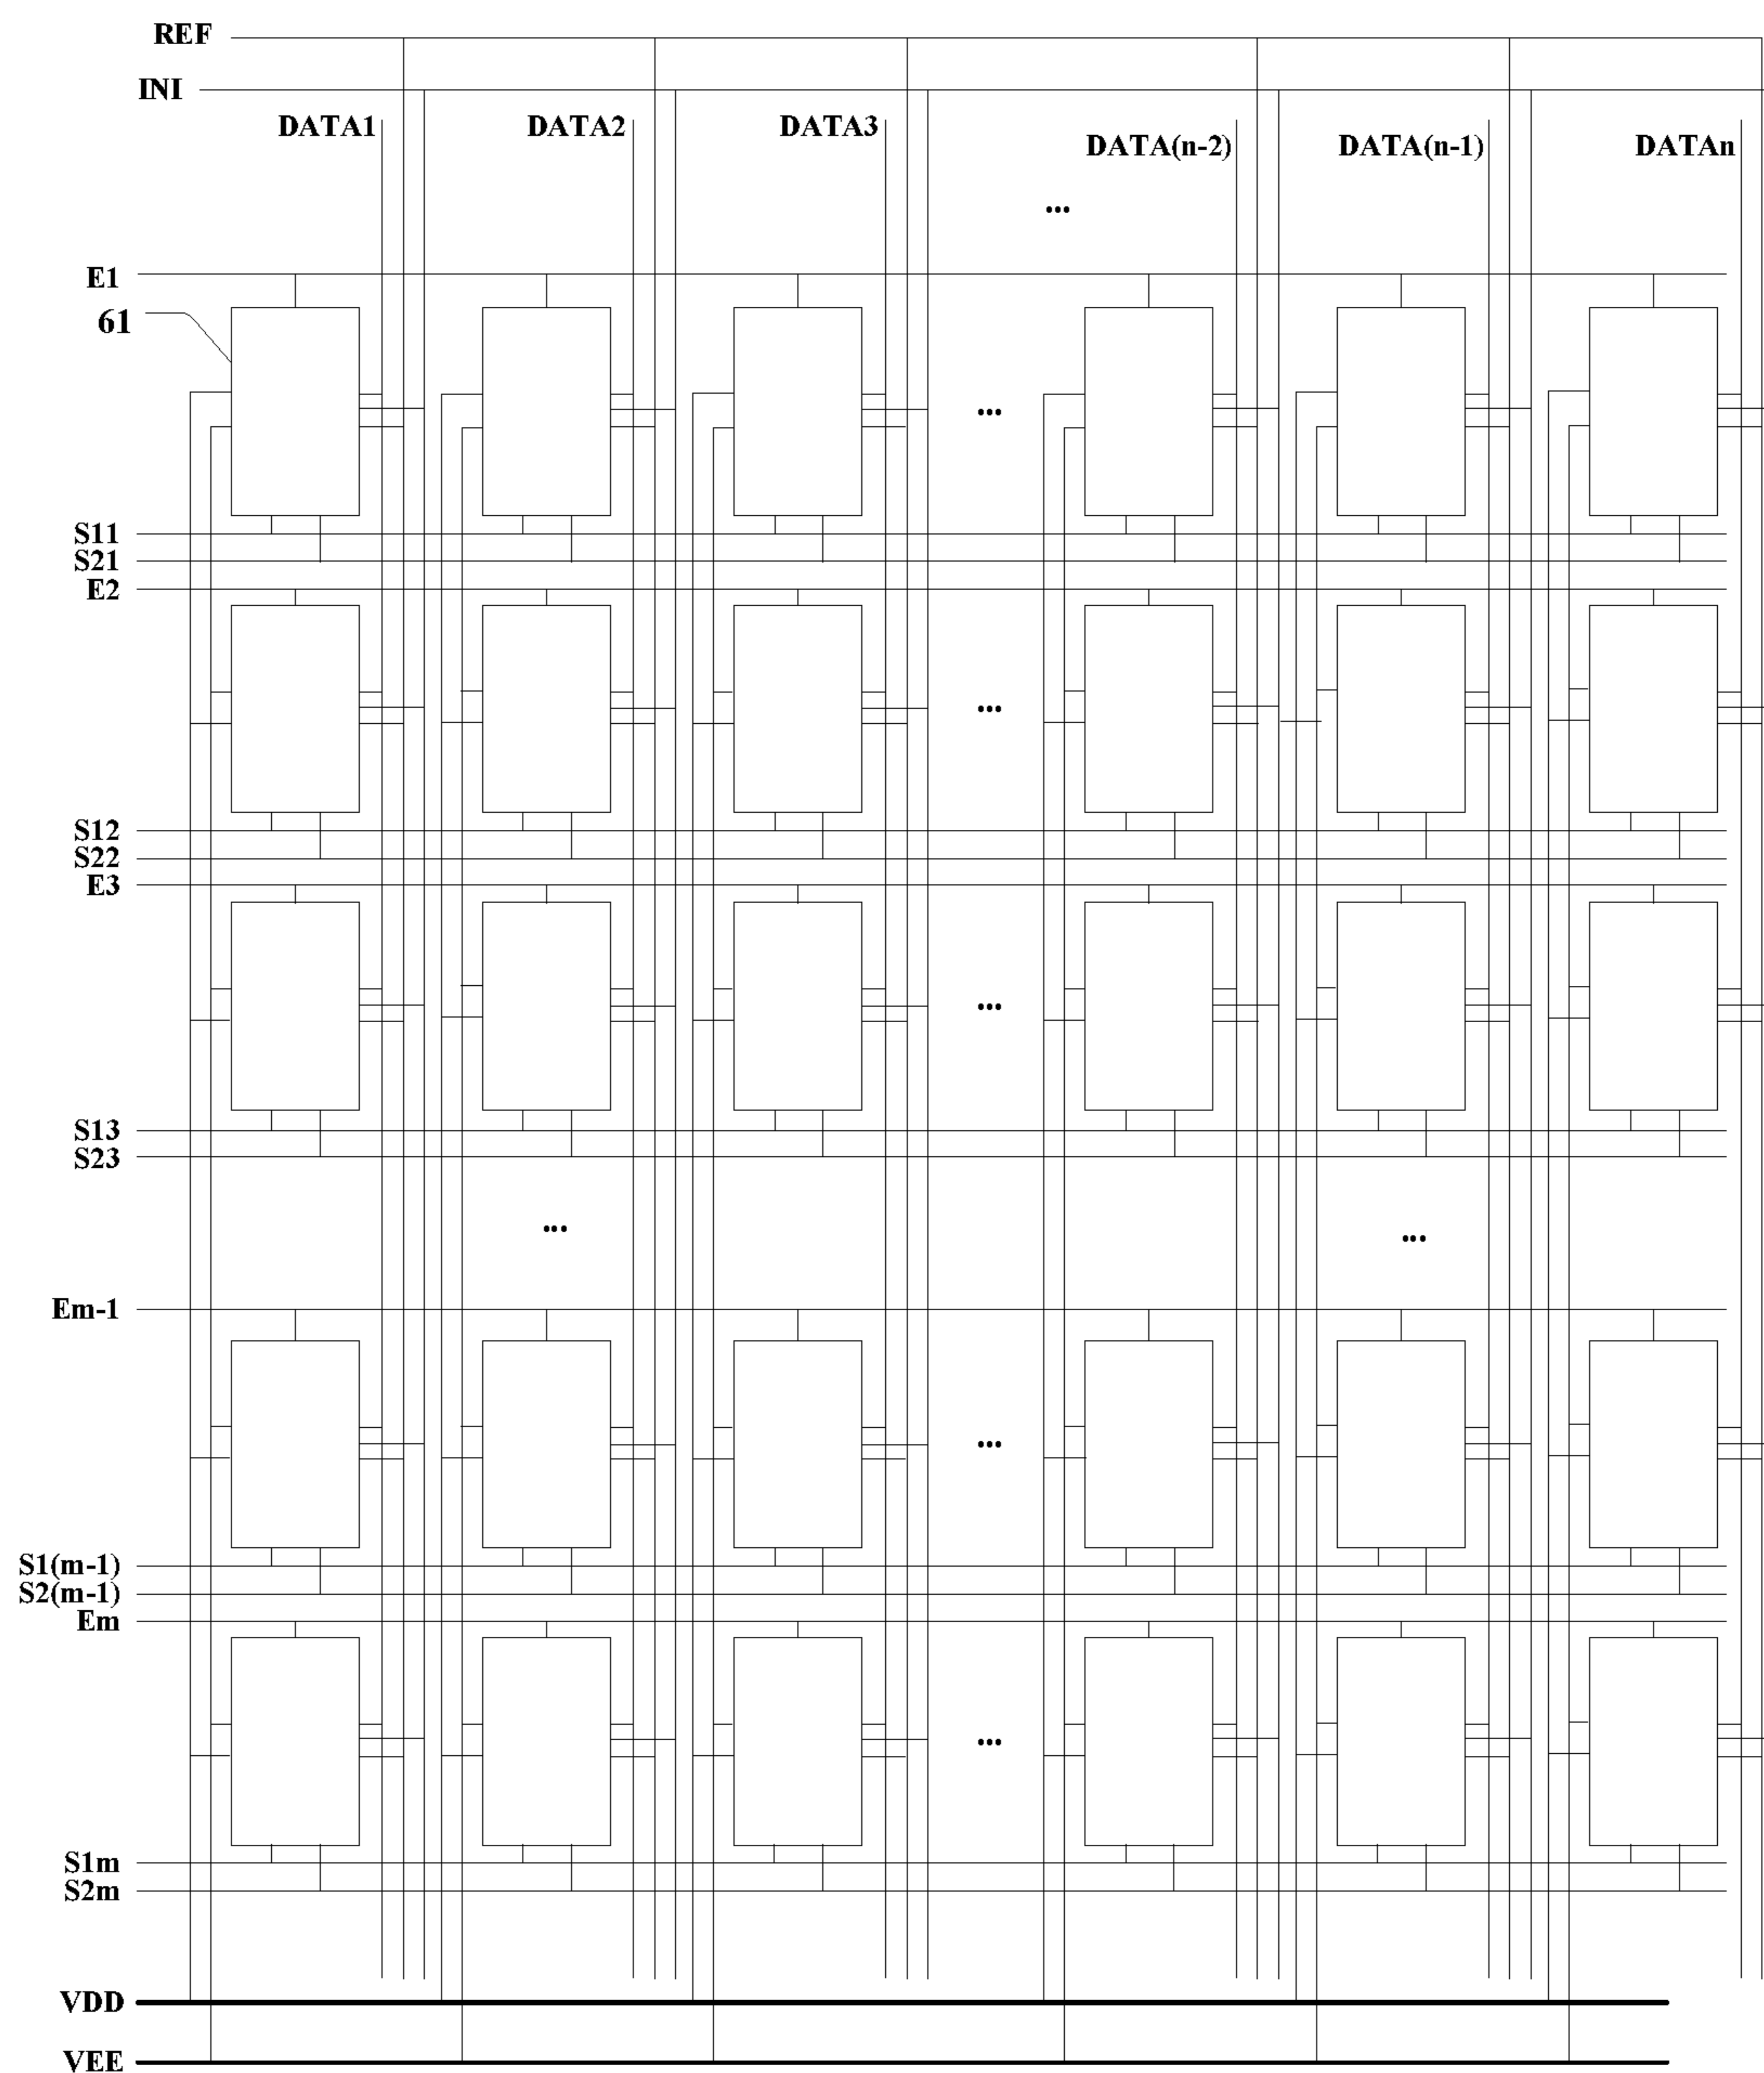 REF
INI
DATA1 DATA2 DATA3 DATA(n-2) DATA(n-1) DATAn
...
E1
61
...
S11
S21
E2
...
S12
S22
E3
...
S13
S23
... ...
Em-1
...
S1(m-1)
S2(m-1)
Em
...
S1m
S2m
VDD
VEE